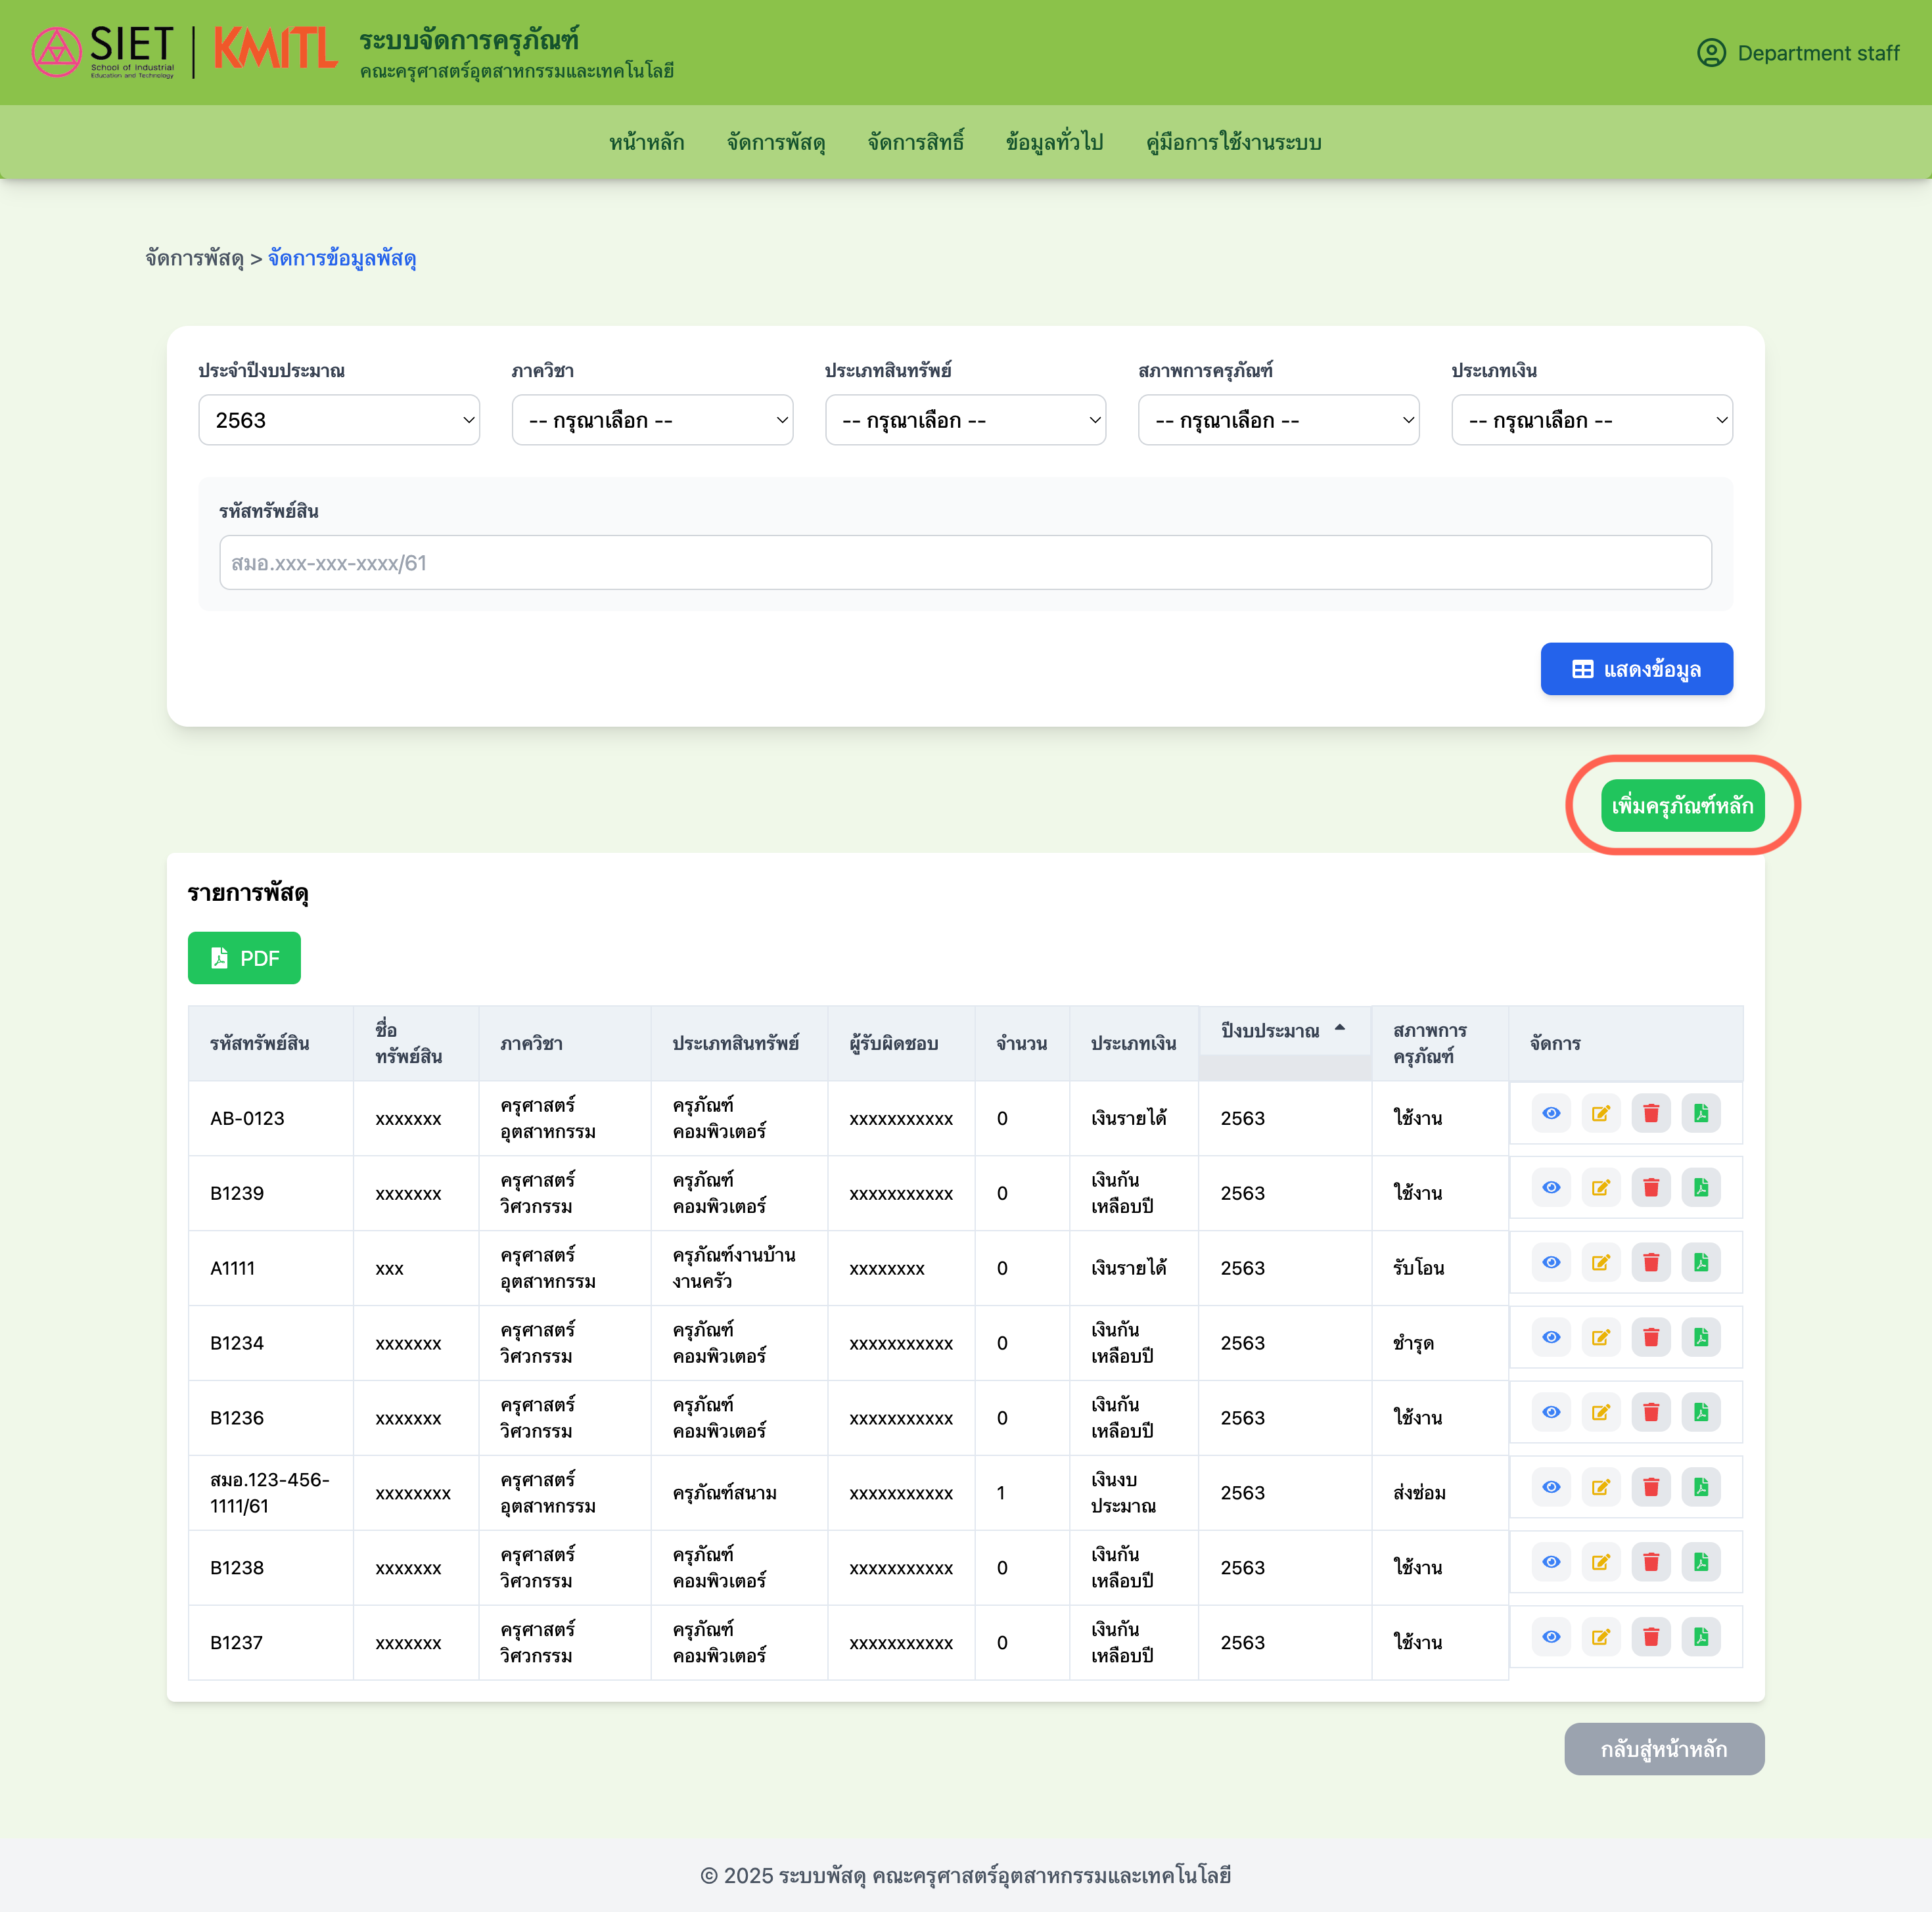 SIET
School of Industrial
Education and Technology
KMITL
ระบบจัดการครุภัณฑ์
คณะครุศาสตร์อุตสาหกรรมและเทคโนโลยี
Department staff
หน้าหลัก จัดการพัสดุ จัดการสิทธิ์ ข้อมูลทั่วไป คู่มือการใช้งานระบบ
จัดการพัสดุ > จัดการข้อมูลพัสดุ
ประจำปีงบประมาณ ภาควิชา ประเภทสินทรัพย์ สภาพการครุภัณฑ์ ประเภทเงิน
2563 -- กรุณาเลือก -- -- กรุณาเลือก -- -- กรุณาเลือก -- -- กรุณาเลือก --
รหัสทรัพย์สิน
สมอ.xxx-xxx-xxxx/61
แสดงข้อมูล
เพิ่มครุภัณฑ์หลัก
รายการพัสดุ
PDF
รหัสทรัพย์สิน ชื่อทรัพย์สิน ภาควิชา ประเภทสินทรัพย์ ผู้รับผิดชอบ จำนวน ประเภทเงิน ปีงบประมาณ สภาพการครุภัณฑ์ จัดการ
AB-0123 xxxxxxx ครุศาสตร์อุตสาหกรรม ครุภัณฑ์คอมพิวเตอร์ xxxxxxxxxxx 0 เงินรายได้ 2563 ใช้งาน
B1239 xxxxxxx ครุศาสตร์วิศวกรรม ครุภัณฑ์คอมพิวเตอร์ xxxxxxxxxxx 0 เงินกันเหลือบปี 2563 ใช้งาน
A1111 xxx ครุศาสตร์อุตสาหกรรม ครุภัณฑ์งานบ้านงานครัว xxxxxxxx 0 เงินรายได้ 2563 รับโอน
B1234 xxxxxxx ครุศาสตร์วิศวกรรม ครุภัณฑ์คอมพิวเตอร์ xxxxxxxxxxx 0 เงินกันเหลือบปี 2563 ชำรุด
B1236 xxxxxxx ครุศาสตร์วิศวกรรม ครุภัณฑ์คอมพิวเตอร์ xxxxxxxxxxx 0 เงินกันเหลือบปี 2563 ใช้งาน
สมอ.123-456-1111/61 xxxxxxxx ครุศาสตร์อุตสาหกรรม ครุภัณฑ์สนาม xxxxxxxxxxx 1 เงินงบประมาณ 2563 ส่งซ่อม
B1238 xxxxxxx ครุศาสตร์วิศวกรรม ครุภัณฑ์คอมพิวเตอร์ xxxxxxxxxxx 0 เงินกันเหลือบปี 2563 ใช้งาน
B1237 xxxxxxx ครุศาสตร์วิศวกรรม ครุภัณฑ์คอมพิวเตอร์ xxxxxxxxxxx 0 เงินกันเหลือบปี 2563 ใช้งาน
กลับสู่หน้าหลัก
© 2025 ระบบพัสดุ คณะครุศาสตร์อุตสาหกรรมและเทคโนโลยี